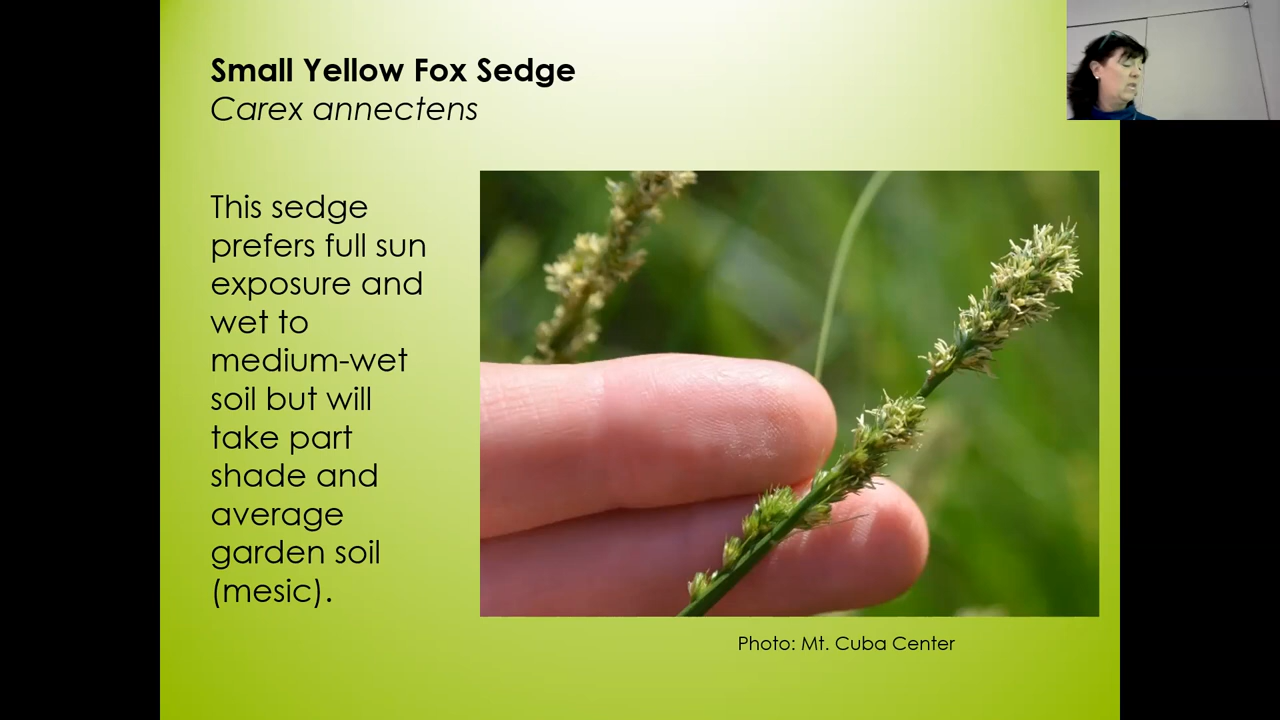 Small Yellow Fox Sedge
Carex annectens
This sedge
prefers full sun
exposure and
wet to
medium-wet
soil but will
take part
shade and
average
garden soil
(mesic).
Photo: Mt. Cuba Center